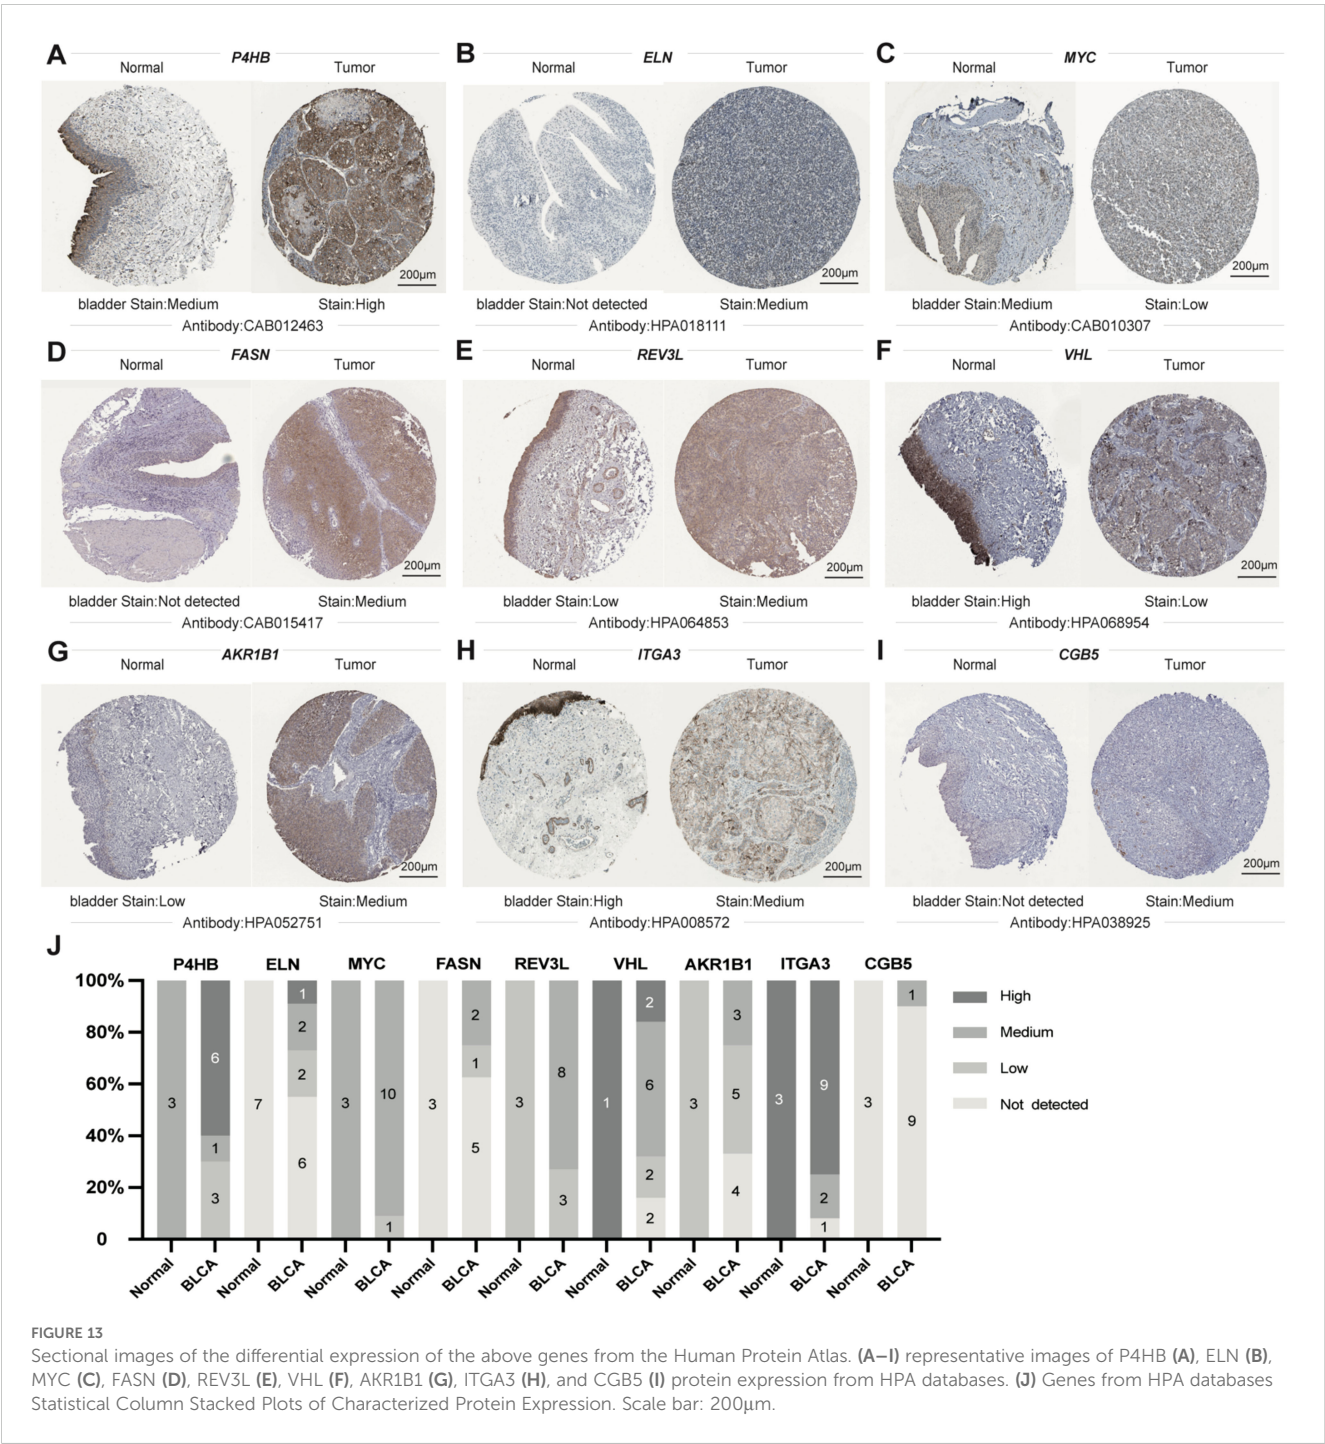 A P4HB
Normal Tumor
200µm
bladder Stain:Medium Stain:High
Antibody:CAB012463
B ELN
Normal Tumor
200µm
bladder Stain:Not detected Stain:Medium
Antibody:HPA018111
C MYC
Normal Tumor
200µm
bladder Stain:Medium Stain:Low
Antibody:CAB010307
D FASN
Normal Tumor
200µm
bladder Stain:Not detected Stain:Medium
Antibody:CAB015417
E REV3L
Normal Tumor
200µm
bladder Stain:Low Stain:Medium
Antibody:HPA064853
F VHL
Normal Tumor
200µm
bladder Stain:High Stain:Low
Antibody:HPA068954
G AKR1B1
Normal Tumor
200µm
bladder Stain:Low Stain:Medium
Antibody:HPA052751
H ITGA3
Normal Tumor
200µm
bladder Stain:High Stain:Medium
Antibody:HPA008572
I CGB5
Normal Tumor
200µm
bladder Stain:Not detected Stain:Medium
Antibody:HPA038925
J
P4HB ELN MYC FASN REV3L VHL AKR1B1 ITGA3 CGB5
100%
80%
60%
40%
20%
0
3
6
1
3
7
1
2
2
6
3
10
1
3
2
1
5
3
8
3
1
2
6
2
2
3
3
5
4
3
9
2
1
3
1
9
Normal BLCA Normal BLCA Normal BLCA Normal BLCA Normal BLCA Normal BLCA Normal BLCA Normal BLCA Normal BLCA
High
Medium
Low
Not detected
FIGURE 13
Sectional images of the differential expression of the above genes from the Human Protein Atlas. (A–I) representative images of P4HB (A), ELN (B),
MYC (C), FASN (D), REV3L (E), VHL (F), AKR1B1 (G), ITGA3 (H), and CGB5 (I) protein expression from HPA databases. (J) Genes from HPA databases
Statistical Column Stacked Plots of Characterized Protein Expression. Scale bar: 200µm.